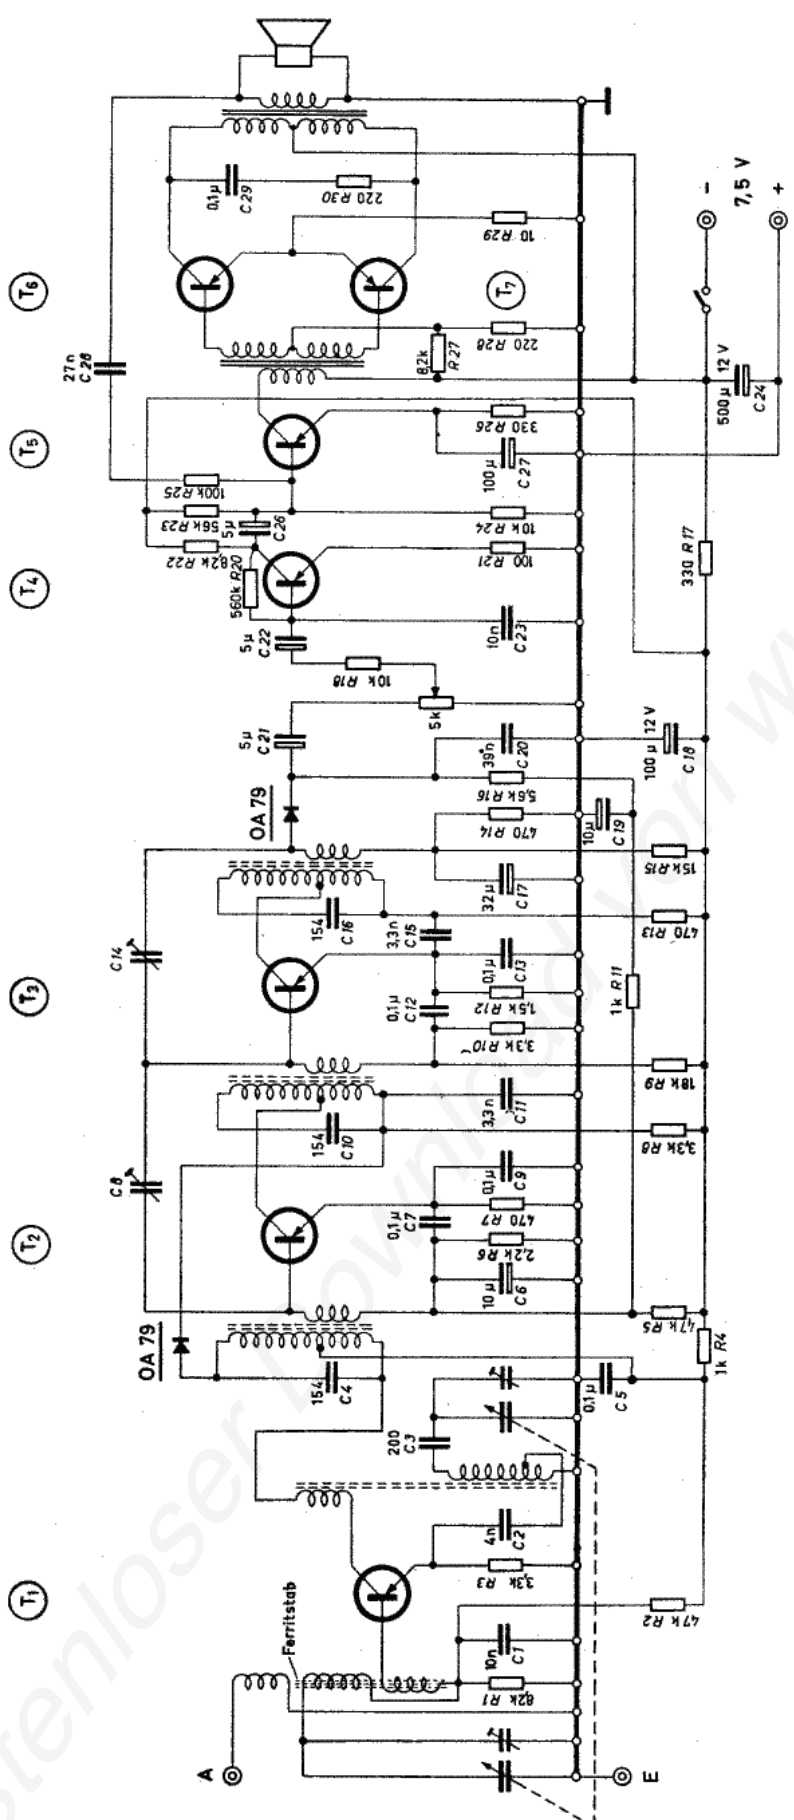 T1
T2
T3
T4
T5
T6
T7
A
E
Ferritstab
82k R1
10n
C1
47k R2
3,3k R3
4n
C2
200
C3
154
C4
0,1µ
C5
1k R4
OA 79
47k R5
10µ
C6
2,2k R6
0,1µ
C7
470 R7
0,1µ
C9
C8
154
C10
3,3k R8
3,3n
C11
18k R9
3,3k R10
0,1µ
C12
1,5k R12
0,1µ
C13
1k R11
C14
3,3n
C15
154
C16
470 R13
32µ
C17
470 R14
15k R15
10µ
C19
OA 79
5,6k R16
39n
C20
100µ 12V
C18
5µ
C21
5k
10k R18
5µ
C22
10n
C23
560k R20
8,2k R22
100 R21
5µ
C26
56k R23
10k R24
100k R25
330 R17
100µ
C27
330 R26
27n
C28
8,2k
R27
220 R28
500µ 12V
C24
10 R29
0,1µ
C29
220 R30
-
7,5 V
+
stenloser Download von w